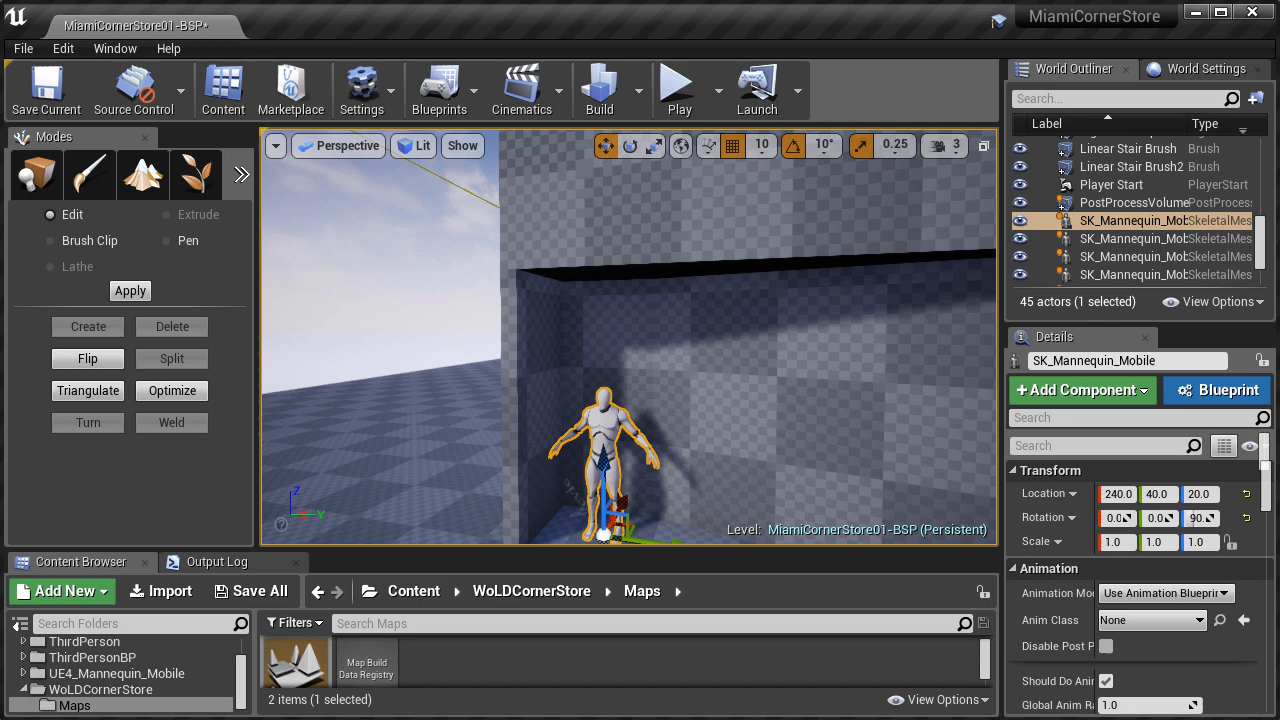 MiamiCornerStore01-BSP*
MiamiCornerStore
File Edit Window Help
Save Current Source Control Content Marketplace Settings Blueprints Cinematics Build Play Launch
World Outliner World Settings
Search...
Label Type
Linear Stair Brush Brush
Linear Stair Brush2 Brush
Player Start PlayerStart
PostProcessVolume PostProcess
SK_Mannequin_Mob SkeletalMes
SK_Mannequin_Mob SkeletalMes
SK_Mannequin_Mob SkeletalMes
SK_Mannequin_Mob SkeletalMes
45 actors (1 selected) View Options
Modes
Edit Extrude
Brush Clip Pen
Lathe
Apply
Create Delete
Flip Split
Triangulate Optimize
Turn Weld
Perspective Lit Show 10 10° 0.25 3
Z
Y
Level: MiamiCornerStore01-BSP (Persistent)
Details
SK_Mannequin_Mobile
+ Add Component Blueprint
Search
Search
Transform
Location 240.0 40.0 20.0
Rotation 0.0 0.0 90.
Scale 1.0 1.0 1.0
Animation
Animation Mo Use Animation Blueprin
Anim Class None
Disable Post P
Should Do Ani
Global Anim R 1.0
Content Browser Output Log
Add New Import Save All Content WoLDCornerStore Maps
Search Folders
ThirdPerson
ThirdPersonBP
UE4_Mannequin_Mobile
WoLDCornerStore
Maps
Filters Search Maps
Map Build
Data Registry
2 items (1 selected) View Options